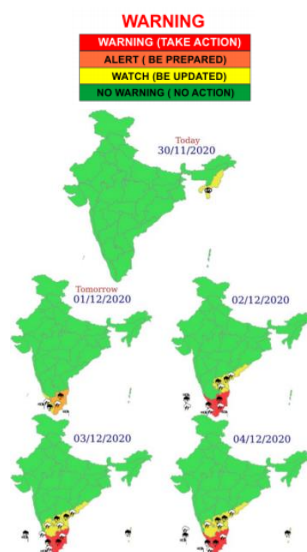 WARNING
WARNING (TAKE ACTION)
ALERT ( BE PREPARED)
WATCH (BE UPDATED)
NO WARNING ( NO ACTION)
Today
30/11/2020
Tomorrow
01/12/2020
02/12/2020
03/12/2020
04/12/2020